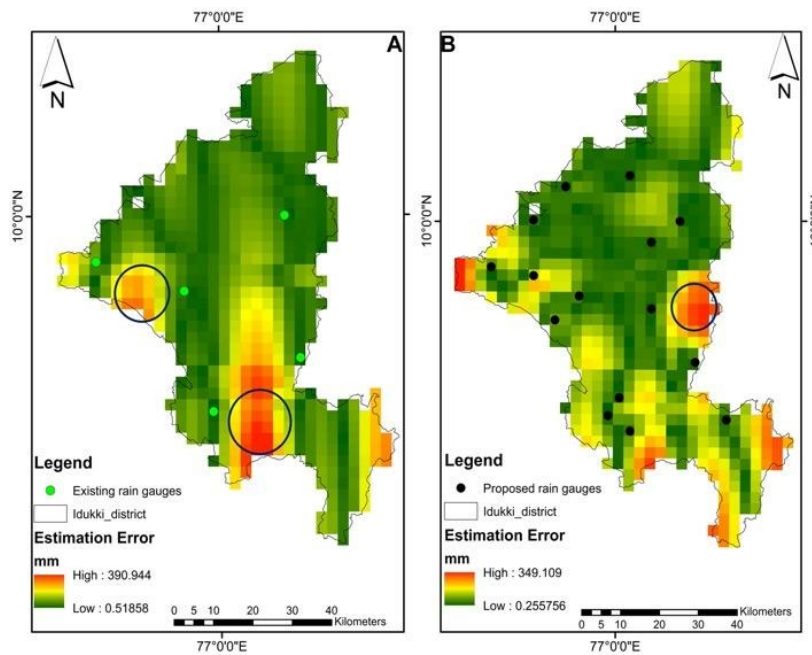 77°0'0"E
77°0'0"E
A
B
N
N
10°0'0"N
10°0'0"N
Legend
Existing rain gauges
Idukki_district
Estimation Error
mm
High : 390.944
Low : 0.51858
0 5 10 20 30 40
Kilometers
Legend
Proposed rain gauges
Idukki_district
Estimation Error
mm
High : 349.109
Low : 0.255756
0 5 10 20 30 40
Kilometers
77°0'0"E
77°0'0"E